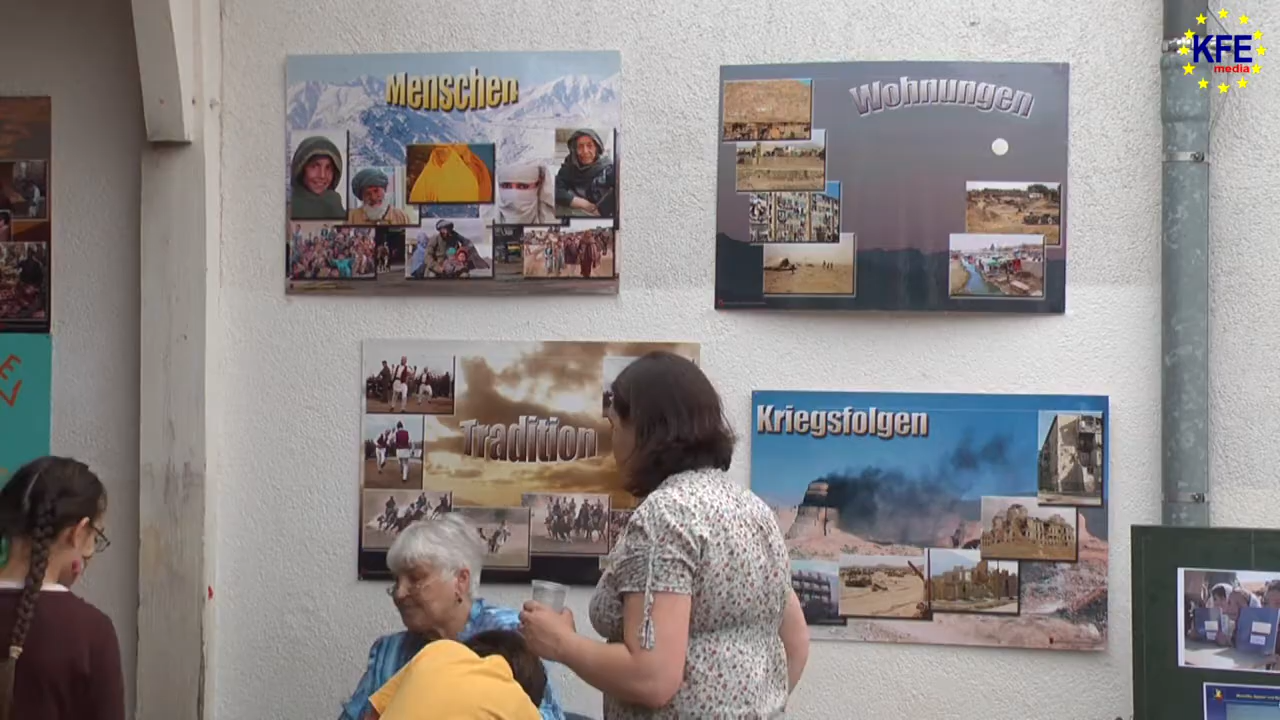 KFE
media
Menschen
Wohnungen
Tradition
Kriegsfolgen